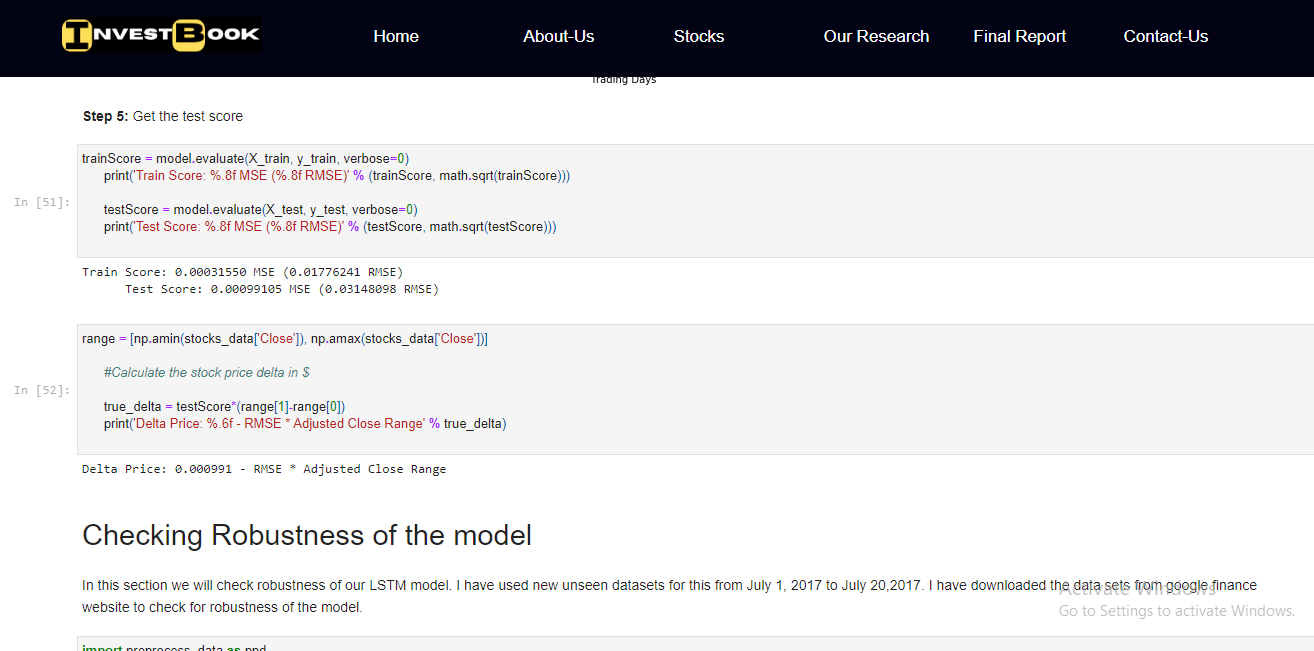 INVESTBOOK Home About-Us Stocks Our Research Final Report Contact-Us
Trading Days
Step 5: Get the test score
In [51]:
trainScore = model.evaluate(X_train, y_train, verbose=0)
print('Train Score: %.8f MSE (%.8f RMSE)' % (trainScore, math.sqrt(trainScore)))
testScore = model.evaluate(X_test, y_test, verbose=0)
print('Test Score: %.8f MSE (%.8f RMSE)' % (testScore, math.sqrt(testScore)))
Train Score: 0.00031550 MSE (0.01776241 RMSE)
Test Score: 0.00099105 MSE (0.03148098 RMSE)
In [52]:
range = [np.amin(stocks_data['Close']), np.amax(stocks_data['Close'])]
#Calculate the stock price delta in $
true_delta = testScore*(range[1]-range[0])
print('Delta Price: %.6f - RMSE * Adjusted Close Range' % true_delta)
Delta Price: 0.000991 - RMSE * Adjusted Close Range
Checking Robustness of the model
In this section we will check robustness of our LSTM model. I have used new unseen datasets for this from July 1, 2017 to July 20,2017. I have downloaded the data sets from google finance
website to check for robustness of the model.
Activate Windows
Go to Settings to activate Windows.
import preprocess_data as ppd